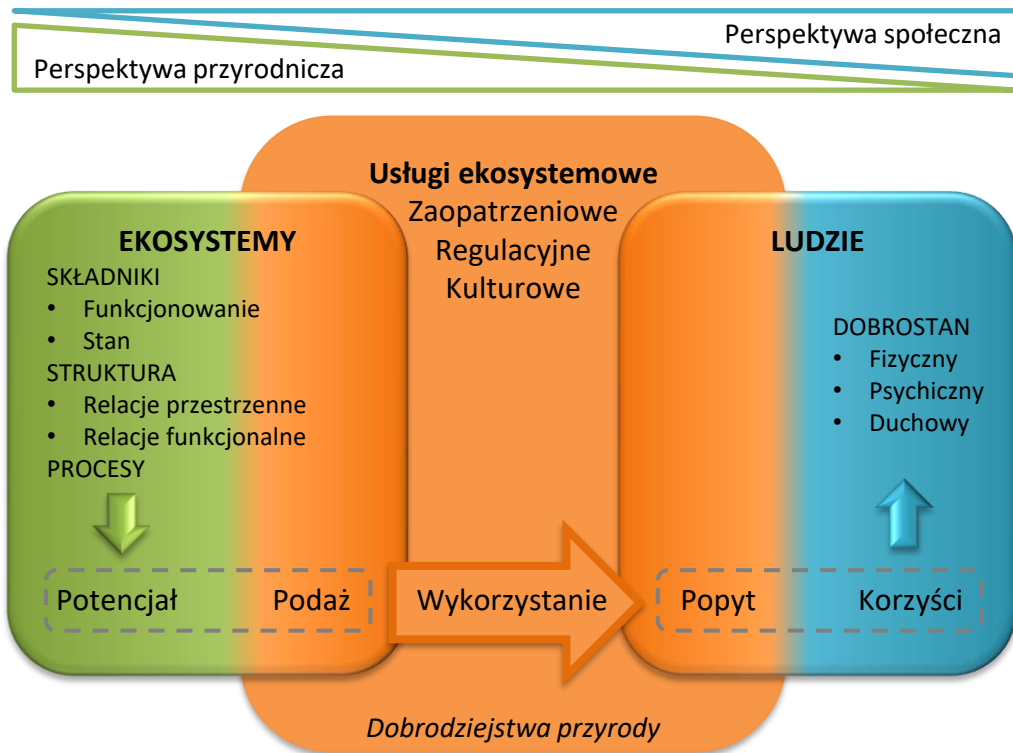 Perspektywa społeczna
Perspektywa przyrodnicza
Usługi ekosystemowe
Zaopatrzeniowe
Regulacyjne
Kulturowe
EKOSYSTEMY
SKŁADNIKI
• Funkcjonowanie
• Stan
STRUKTURA
• Relacje przestrzenne
• Relacje funkcjonalne
PROCESY
Potencjał
Podaż
Wykorzystanie
LUDZIE
DOBROSTAN
• Fizyczny
• Psychiczny
• Duchowy
Popyt
Korzyści
Dobrodziejstwa przyrody